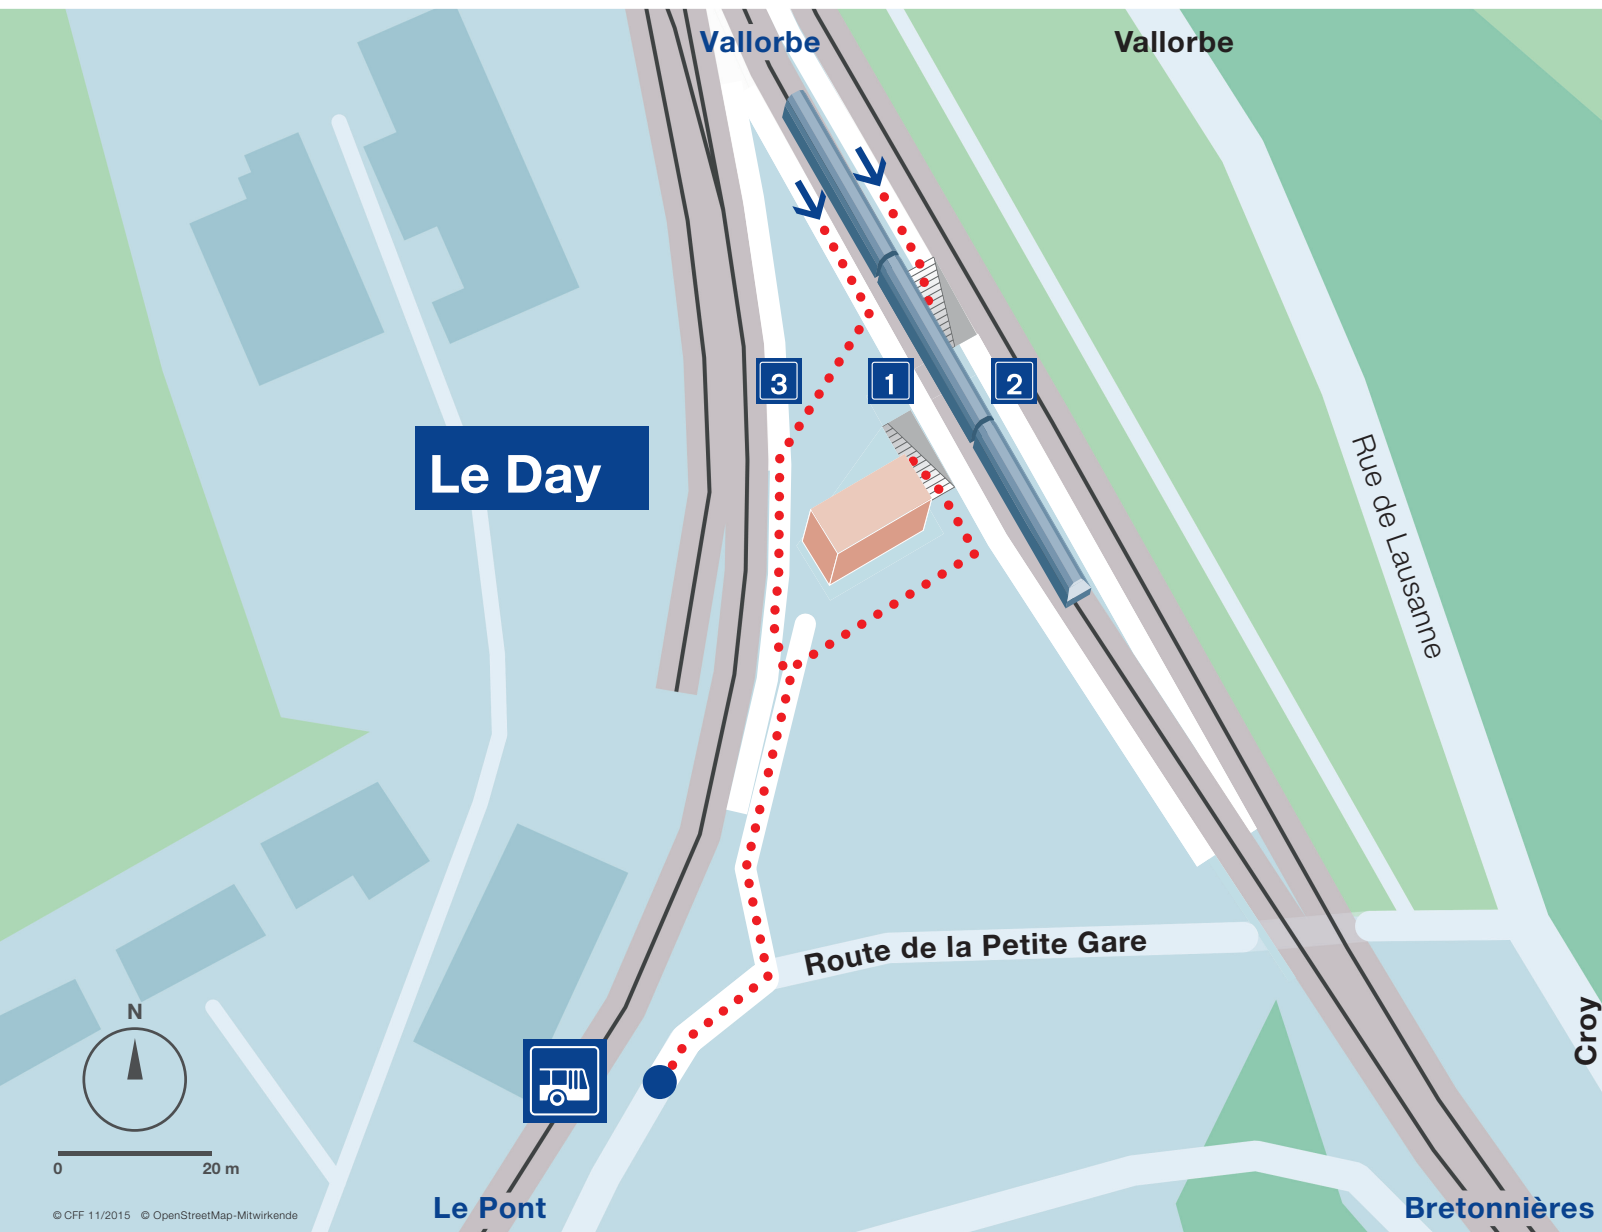 Vallorbe
Vallorbe
3
1
2
Le Day
Rue de Lausanne
Route de la Petite Gare
Croy
N
0 20 m
Le Pont
Bretonnières
© CFF 11/2015 © OpenStreetMap-Mitwirkende